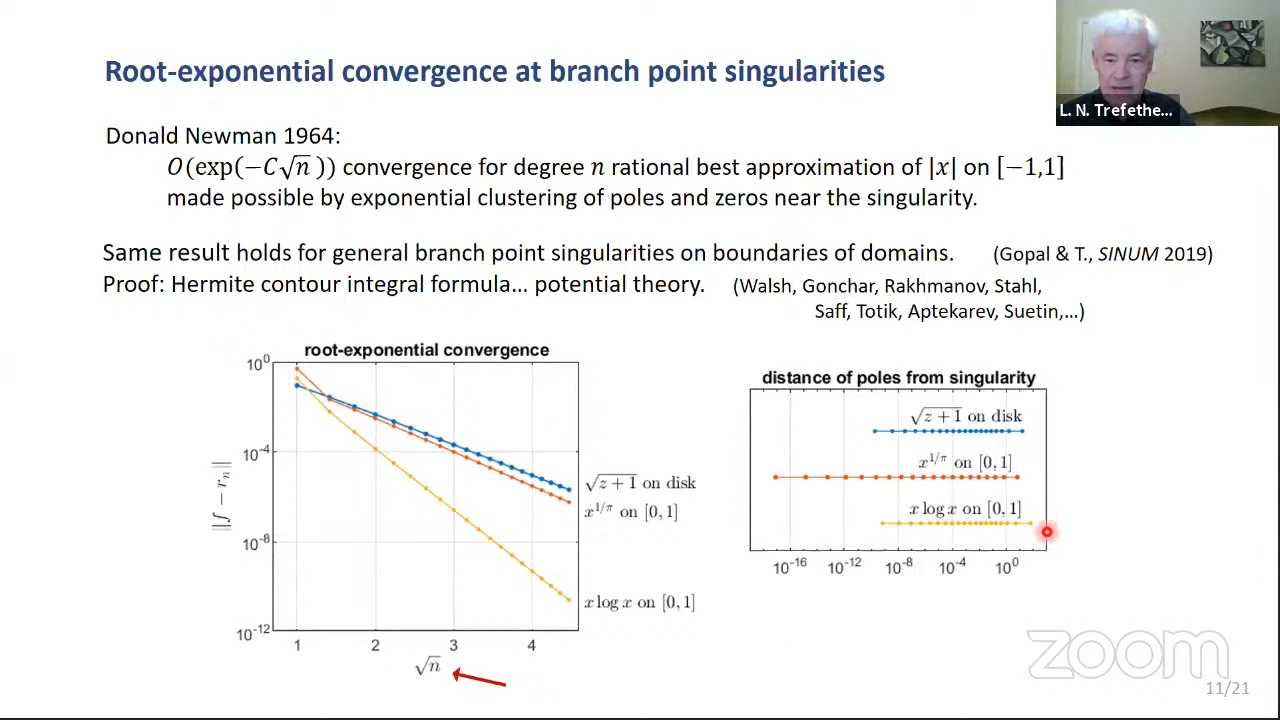 Root-exponential convergence at branch point singularities
L. N. Trefethe...
Donald Newman 1964:
O(exp(−C√n)) convergence for degree n rational best approximation of |x| on [−1,1]
made possible by exponential clustering of poles and zeros near the singularity.
Same result holds for general branch point singularities on boundaries of domains. (Gopal & T., SINUM 2019)
Proof: Hermite contour integral formula... potential theory. (Walsh, Gonchar, Rakhmanov, Stahl,
Saff, Totik, Aptekarev, Suetin,...)
root-exponential convergence
10^0
10^-4
10^-8
10^-12
‖f − r_n‖
1 2 3 4
√n
√(z+1) on disk
x^{1/π} on [0,1]
x log x on [0,1]
distance of poles from singularity
√(z+1) on disk
x^{1/π} on [0,1]
x log x on [0,1]
10^-16 10^-12 10^-8 10^-4 10^0
zoom
11/21